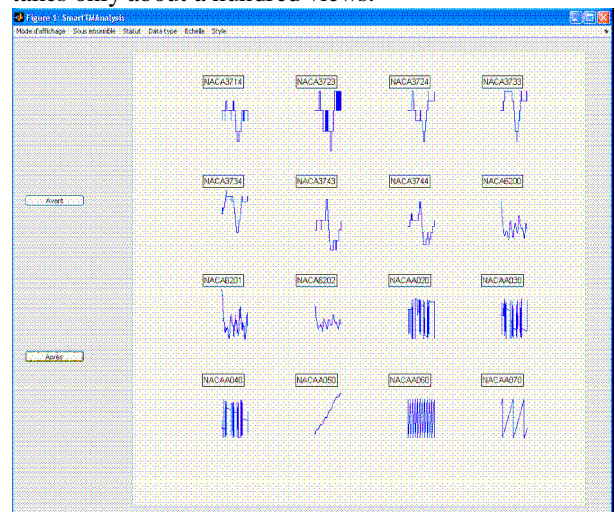 takes only about a hundred views.
Figure 1: SmartTMAnalysis
Mode d'affichage Sous ensemble Statut Data type Echelle Style
NACA3714 NACA3723 NACA3724 NACA3733
NACA3734 NACA3743 NACA3744 NACA6200
Avant
NACA6201 NACA6202 NACAA020 NACAA030
Après
NACAA040 NACAA050 NACAA060 NACAA070